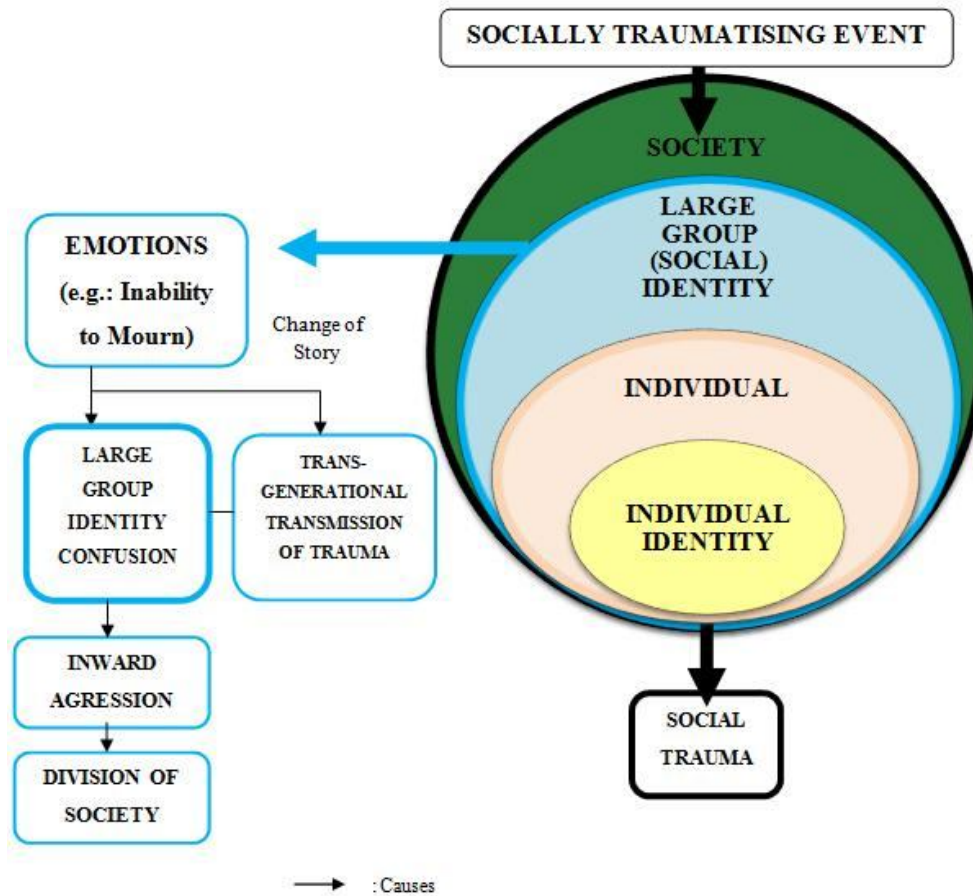 SOCIALLY TRAUMATISING EVENT
SOCIETY
LARGE
GROUP
(SOCIAL)
IDENTITY
INDIVIDUAL
INDIVIDUAL
IDENTITY
SOCIAL
TRAUMA
EMOTIONS
(e.g.: Inability
to Mourn)
Change of
Story
LARGE
GROUP
IDENTITY
CONFUSION
TRANS-
GENERATIONAL
TRANSMISSION
OF TRAUMA
INWARD
AGRESSION
DIVISION OF
SOCIETY
: Causes